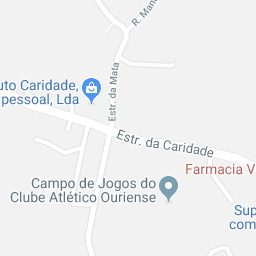 R. Man
uto Caridade,
pessoal, Lda
Estr. da Mata
Estr. da Caridade
Farmacia V
Campo de Jogos do
Clube Atlético Ouriense
Sup
com